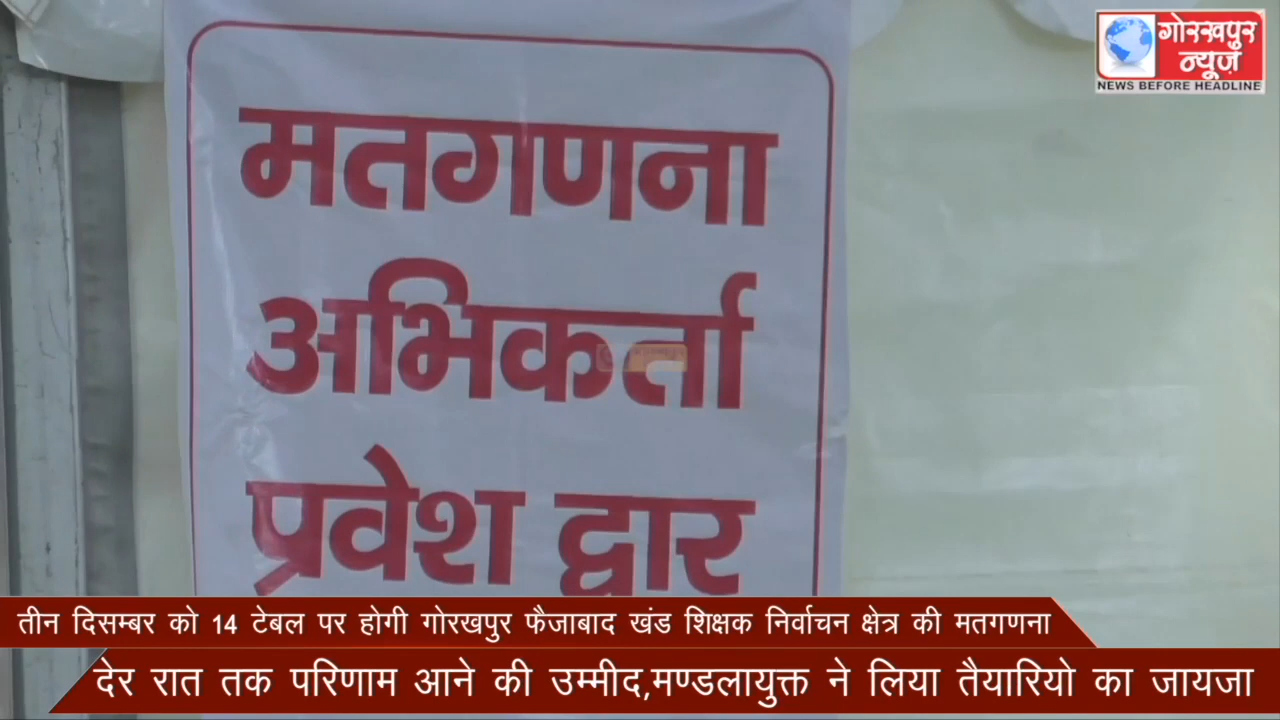 गोरखपुर
न्यूज़
NEWS BEFORE HEADLINE
मतगणना
अभिकर्ता
प्रवेश द्वार
तीन दिसम्बर को 14 टेबल पर होगी गोरखपुर फैजाबाद खंड शिक्षक निर्वाचन क्षेत्र की मतगणना
देर रात तक परिणाम आने की उम्मीद,मण्डलायुक्त ने लिया तैयारियो का जायजा